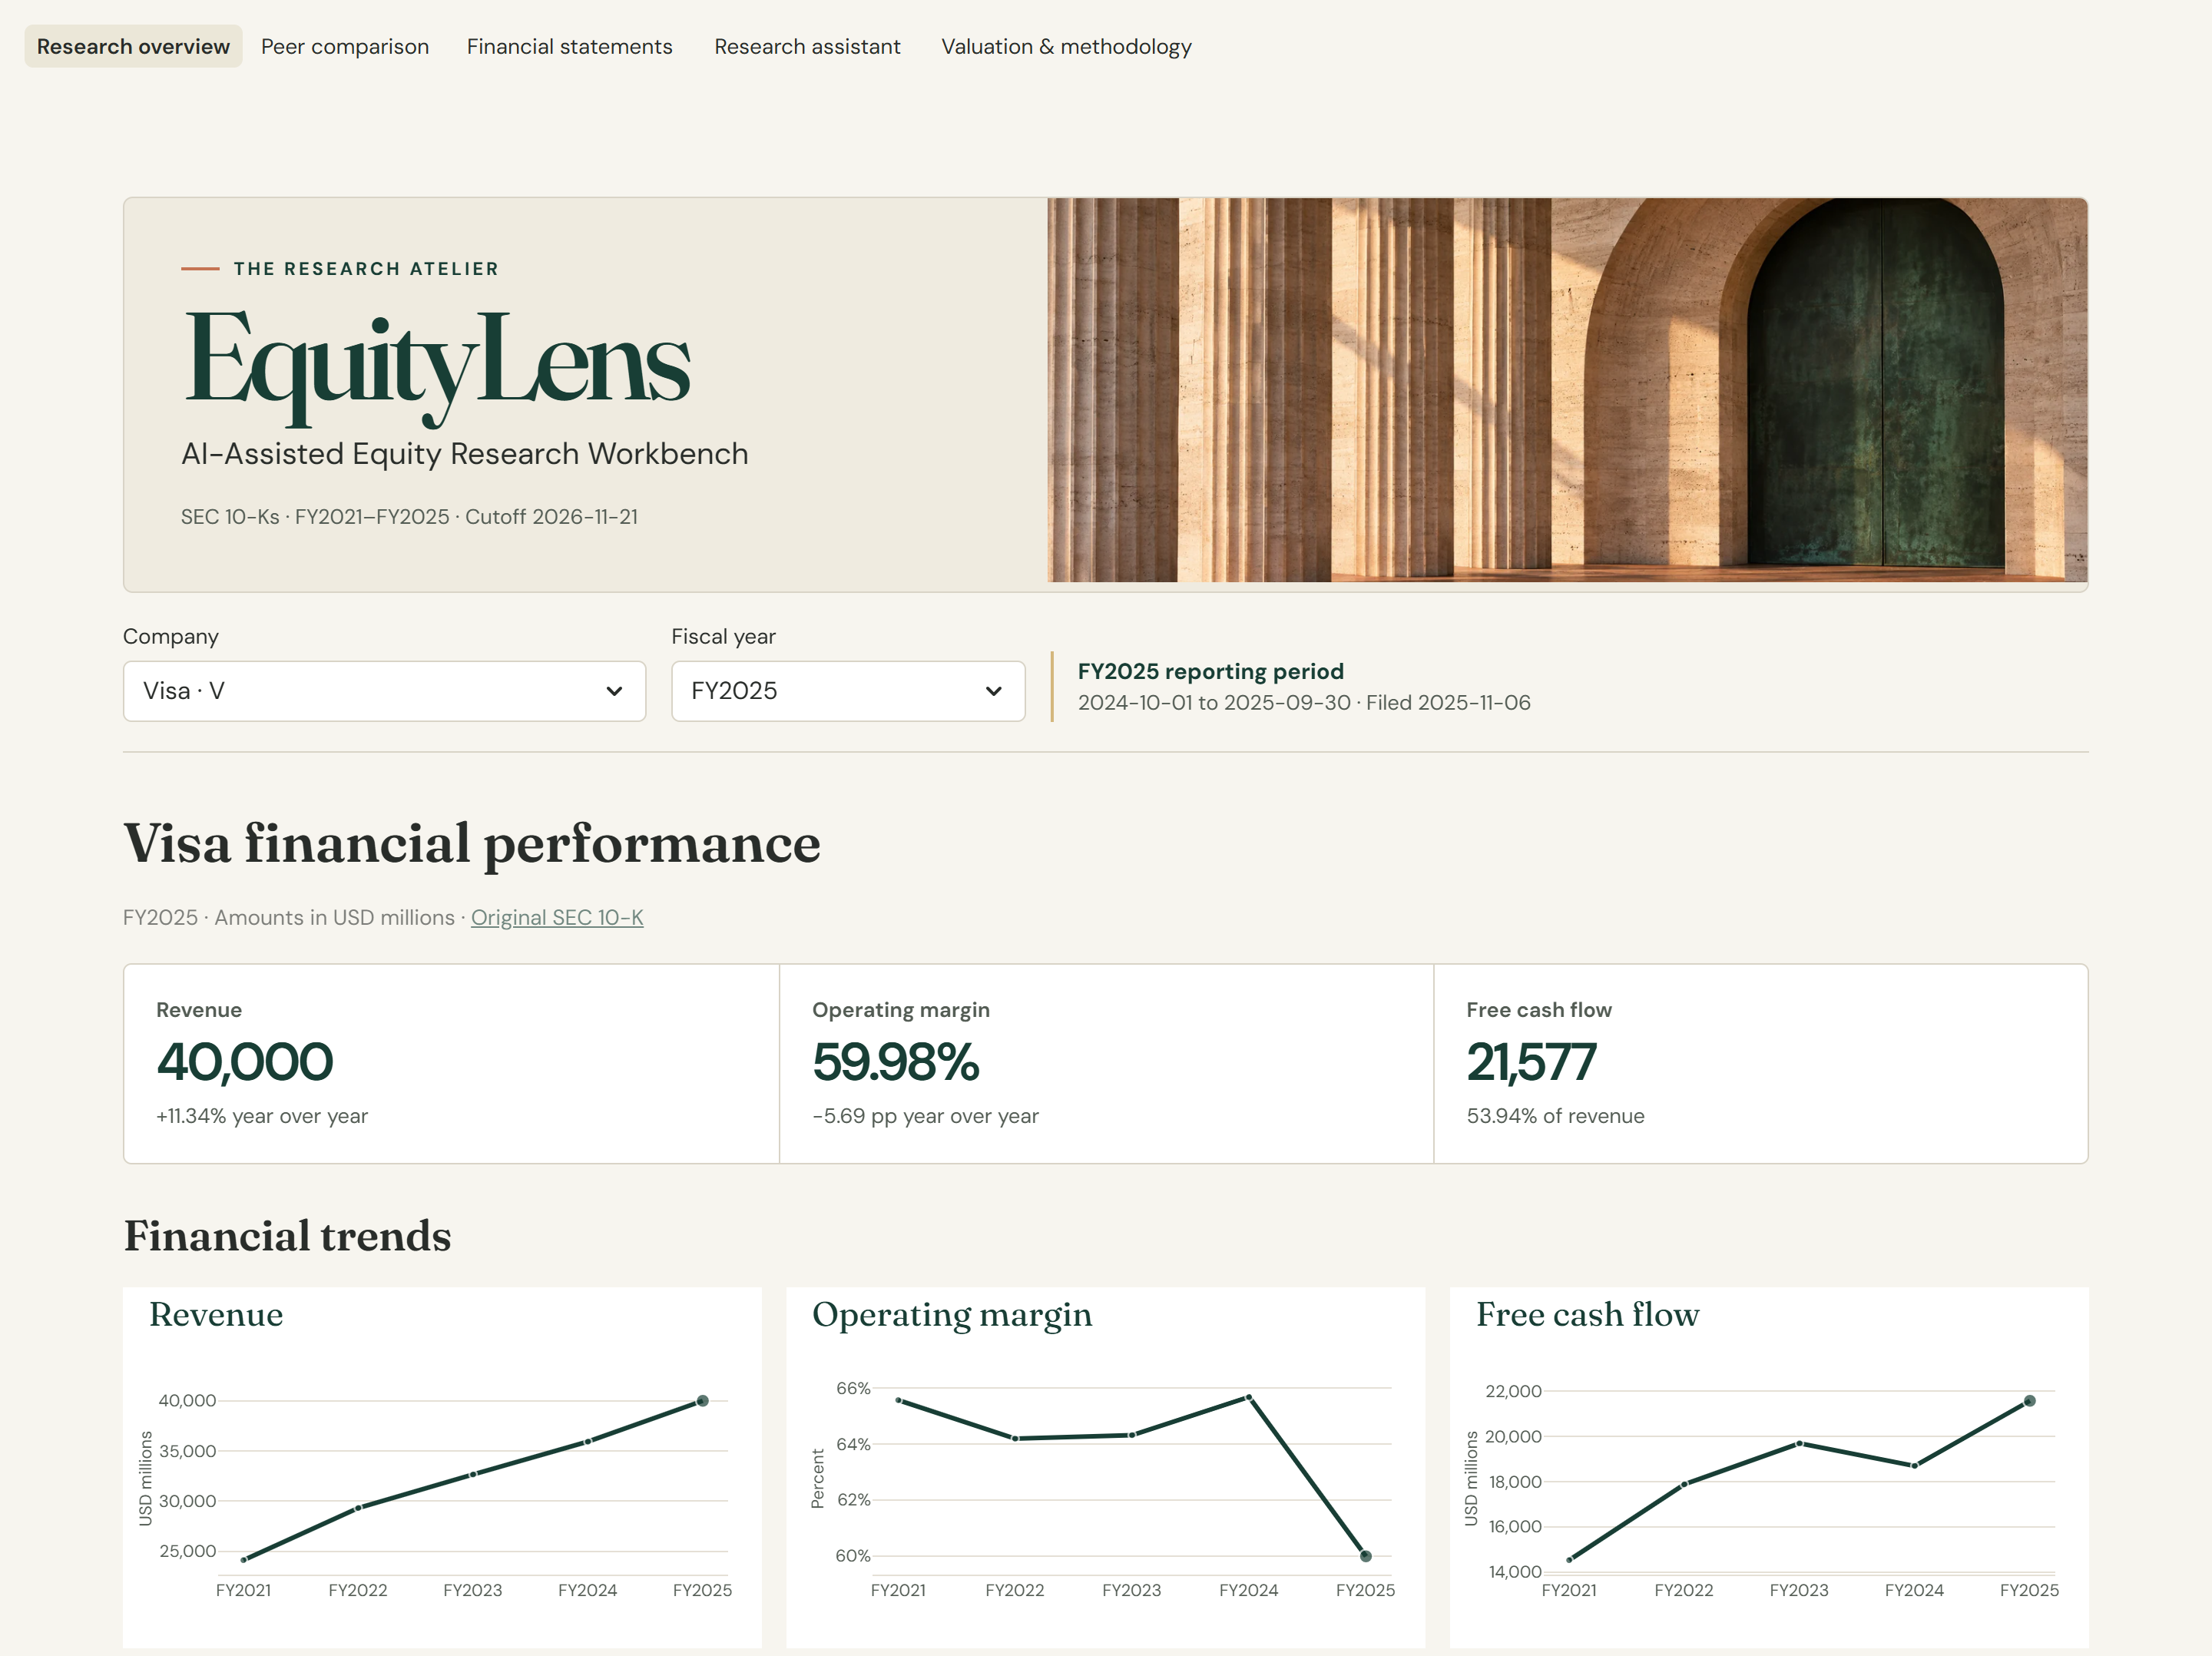 Research overview Peer comparison Financial statements Research assistant Valuation & methodology
THE RESEARCH ATELIER
EquityLens
AI-Assisted Equity Research Workbench
SEC 10-Ks · FY2021–FY2025 · Cutoff 2026-11-21
Company
Visa · V
Fiscal year
FY2025
FY2025 reporting period
2024-10-01 to 2025-09-30 · Filed 2025-11-06
Visa financial performance
FY2025 · Amounts in USD millions · Original SEC 10-K
Revenue
40,000
+11.34% year over year
Operating margin
59.98%
-5.69 pp year over year
Free cash flow
21,577
53.94% of revenue
Financial trends
Revenue
USD millions
40,000
35,000
30,000
25,000
FY2021 FY2022 FY2023 FY2024 FY2025
Operating margin
Percent
66%
64%
62%
60%
FY2021 FY2022 FY2023 FY2024 FY2025
Free cash flow
USD millions
22,000
20,000
18,000
16,000
14,000
FY2021 FY2022 FY2023 FY2024 FY2025